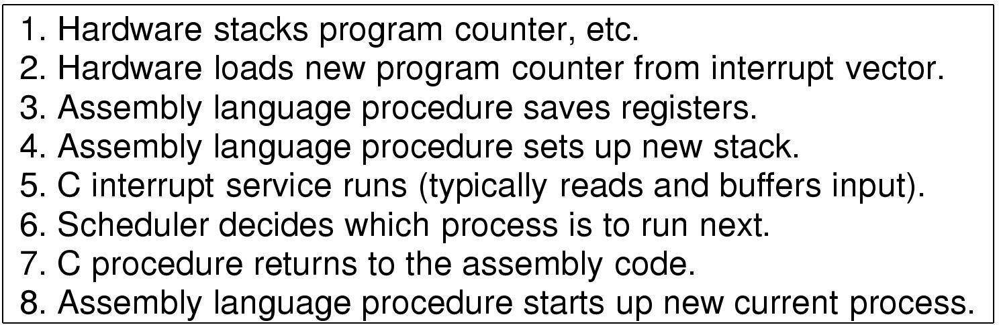 1. Hardware stacks program counter, etc.
2. Hardware loads new program counter from interrupt vector.
3. Assembly language procedure saves registers.
4. Assembly language procedure sets up new stack.
5. C interrupt service runs (typically reads and buffers input).
6. Scheduler decides which process is to run next.
7. C procedure returns to the assembly code.
8. Assembly language procedure starts up new current process.